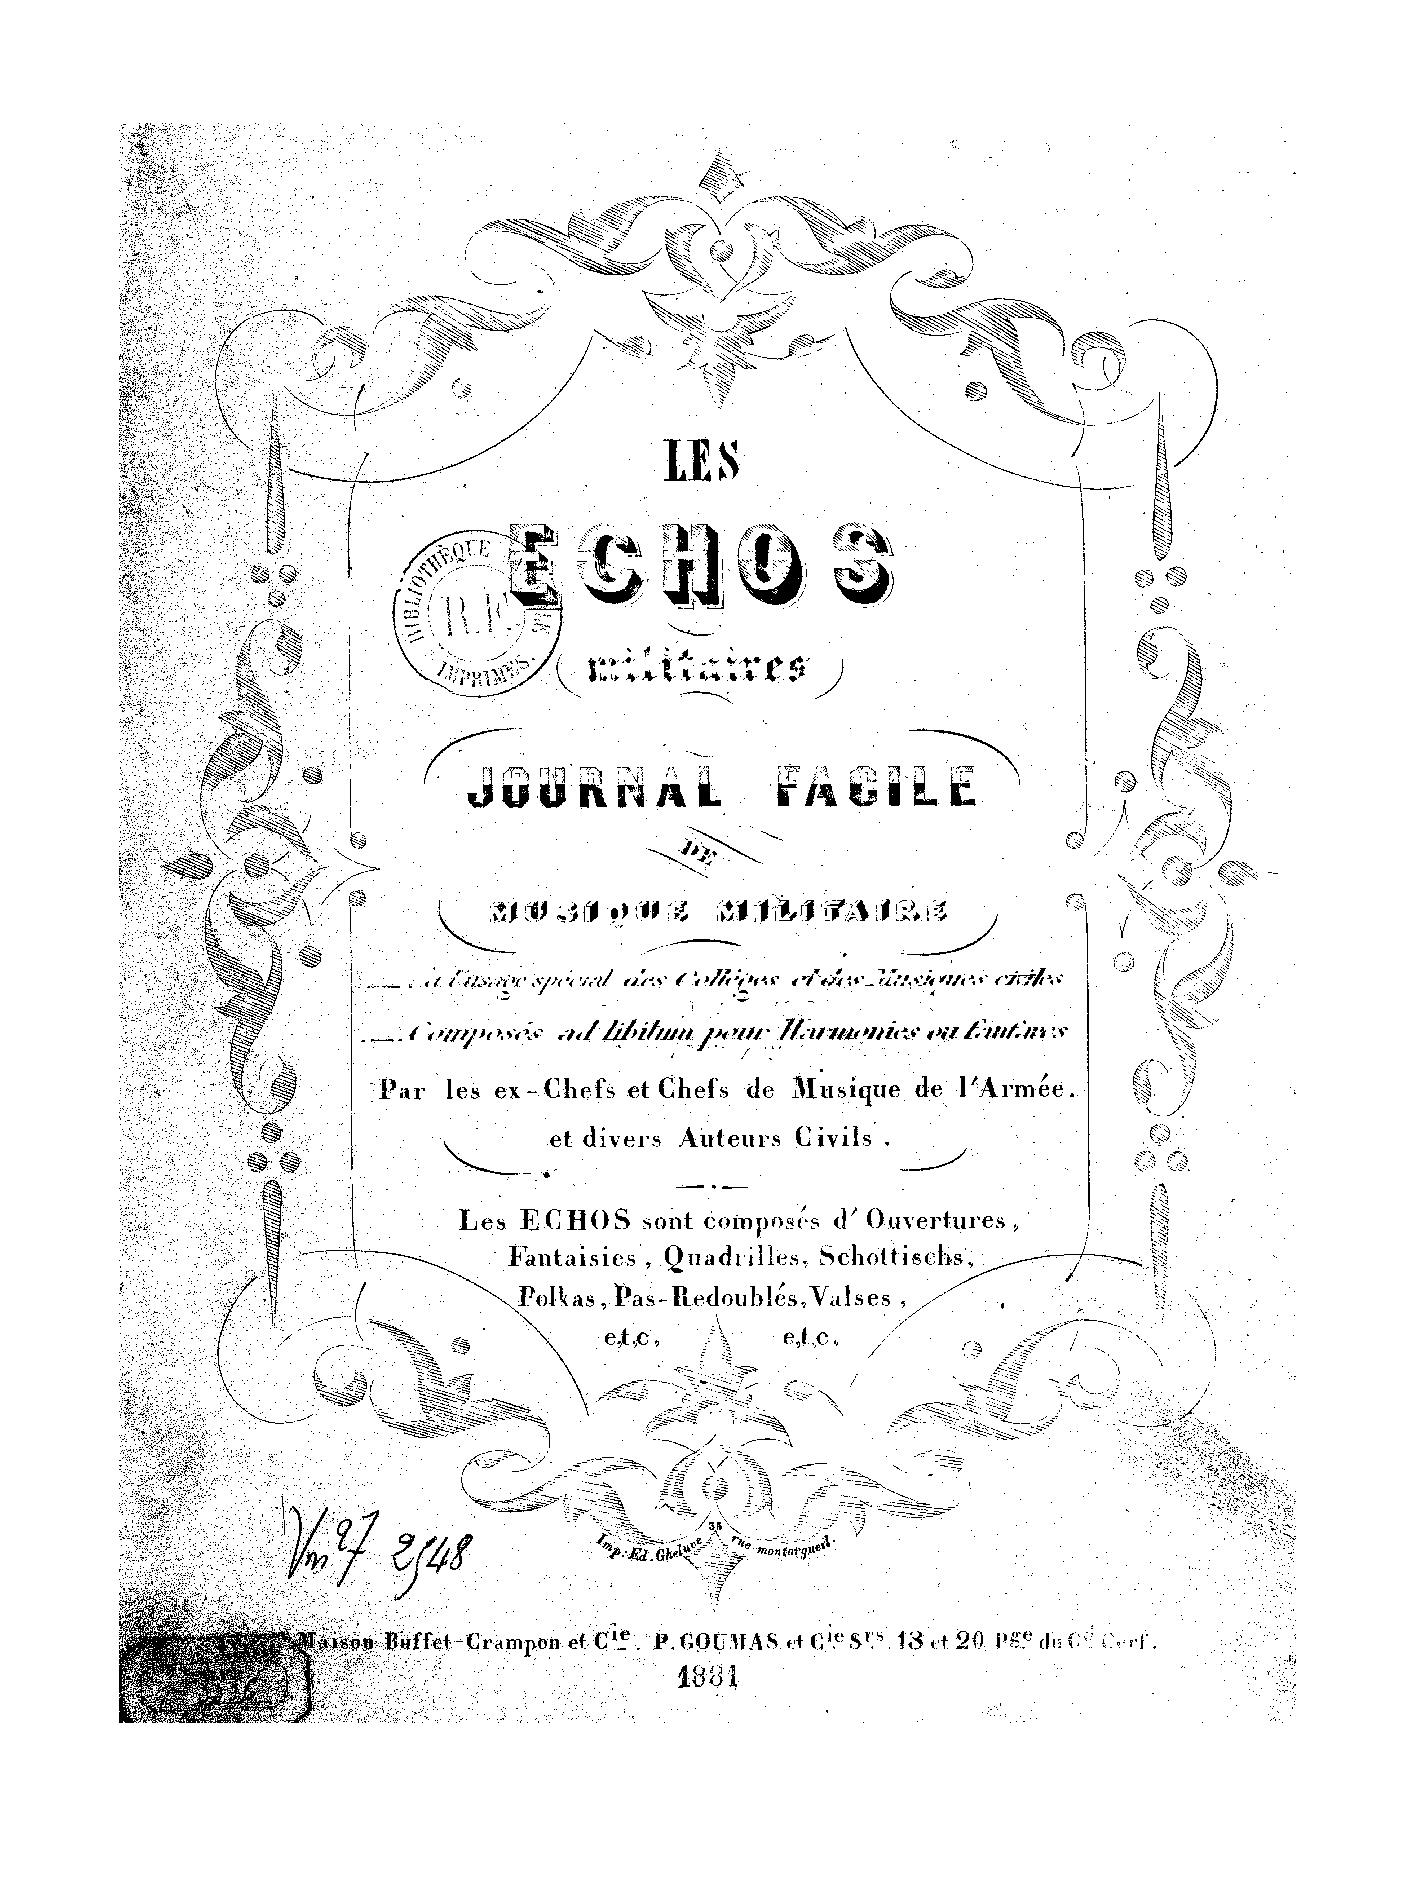 LES
ECHOS
BIBLIOTHÈQUE
R.F.
IMPRIMÉS.
militaires
JOURNAL FACILE
DE
MUSIQUE MILITAIRE
à l'usage spécial des Collèges et des Musiques civiles
Composés ad libitum pour Harmonies ou Fanfares
Par les ex-Chefs et Chefs de Musique de l'Armée.
et divers Auteurs Civils.
Les ECHOS sont composés d'Ouvertures,
Fantaisies, Quadrilles, Schottischs,
Polkas, Pas-Redoublés, Valses,
e,t,c, e,t,c,
Vm27 2548
Imp. Ed. Gheluve 35 rue montorgueil.
Maison Buffet-Crampon et Cie. P. GOUMAS et Cie Srs. 18 et 20 Pge du Gd Cerf.
1881